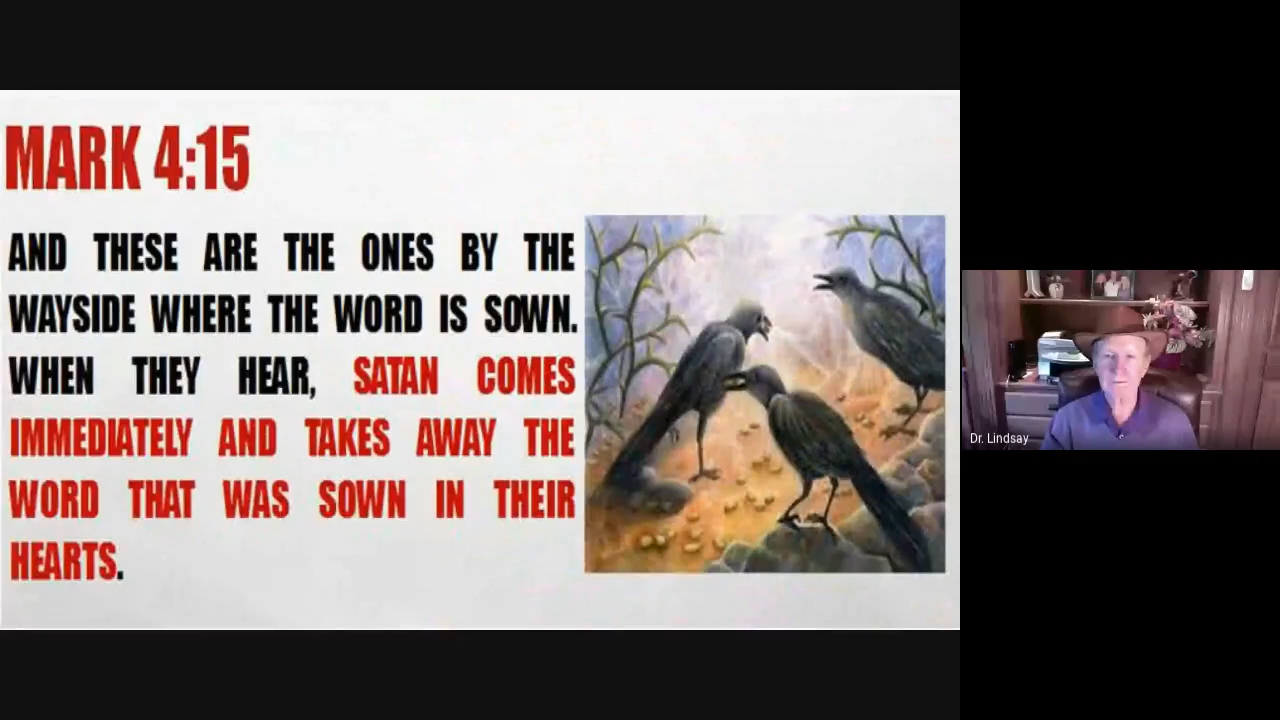 MARK 4:15
AND THESE ARE THE ONES BY THE
WAYSIDE WHERE THE WORD IS SOWN.
WHEN THEY HEAR, SATAN COMES
IMMEDIATELY AND TAKES AWAY THE
WORD THAT WAS SOWN IN THEIR
HEARTS.
Dr. Lindsay